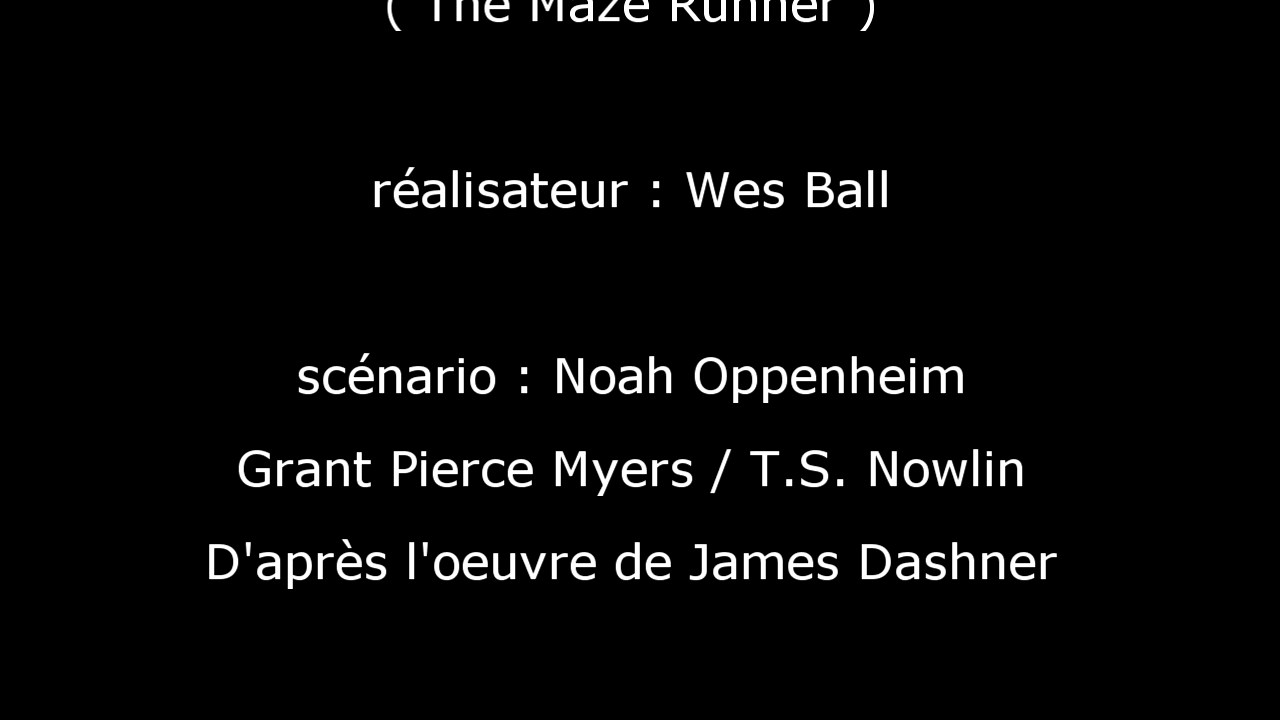 ( The Maze Runner )
réalisateur : Wes Ball
scénario : Noah Oppenheim
Grant Pierce Myers / T.S. Nowlin
D'après l'oeuvre de James Dashner